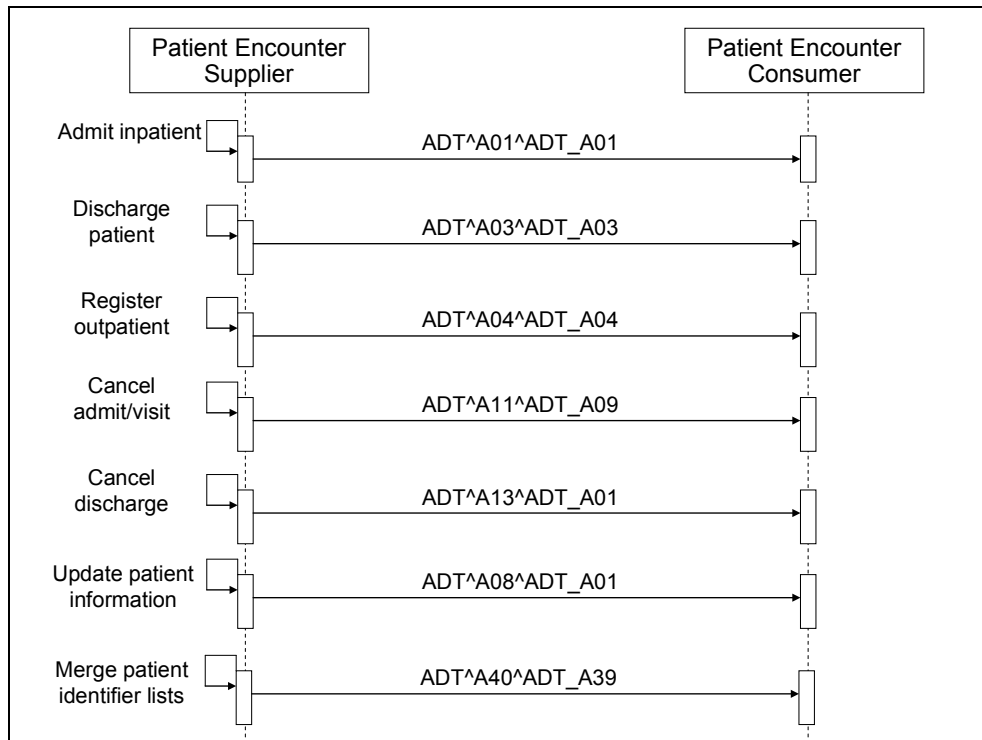 Patient Encounter
Supplier
Patient Encounter
Consumer
Admit inpatient
ADT^A01^ADT_A01
Discharge
patient
ADT^A03^ADT_A03
Register
outpatient
ADT^A04^ADT_A04
Cancel
admit/visit
ADT^A11^ADT_A09
Cancel
discharge
ADT^A13^ADT_A01
Update patient
information
ADT^A08^ADT_A01
Merge patient
identifier lists
ADT^A40^ADT_A39